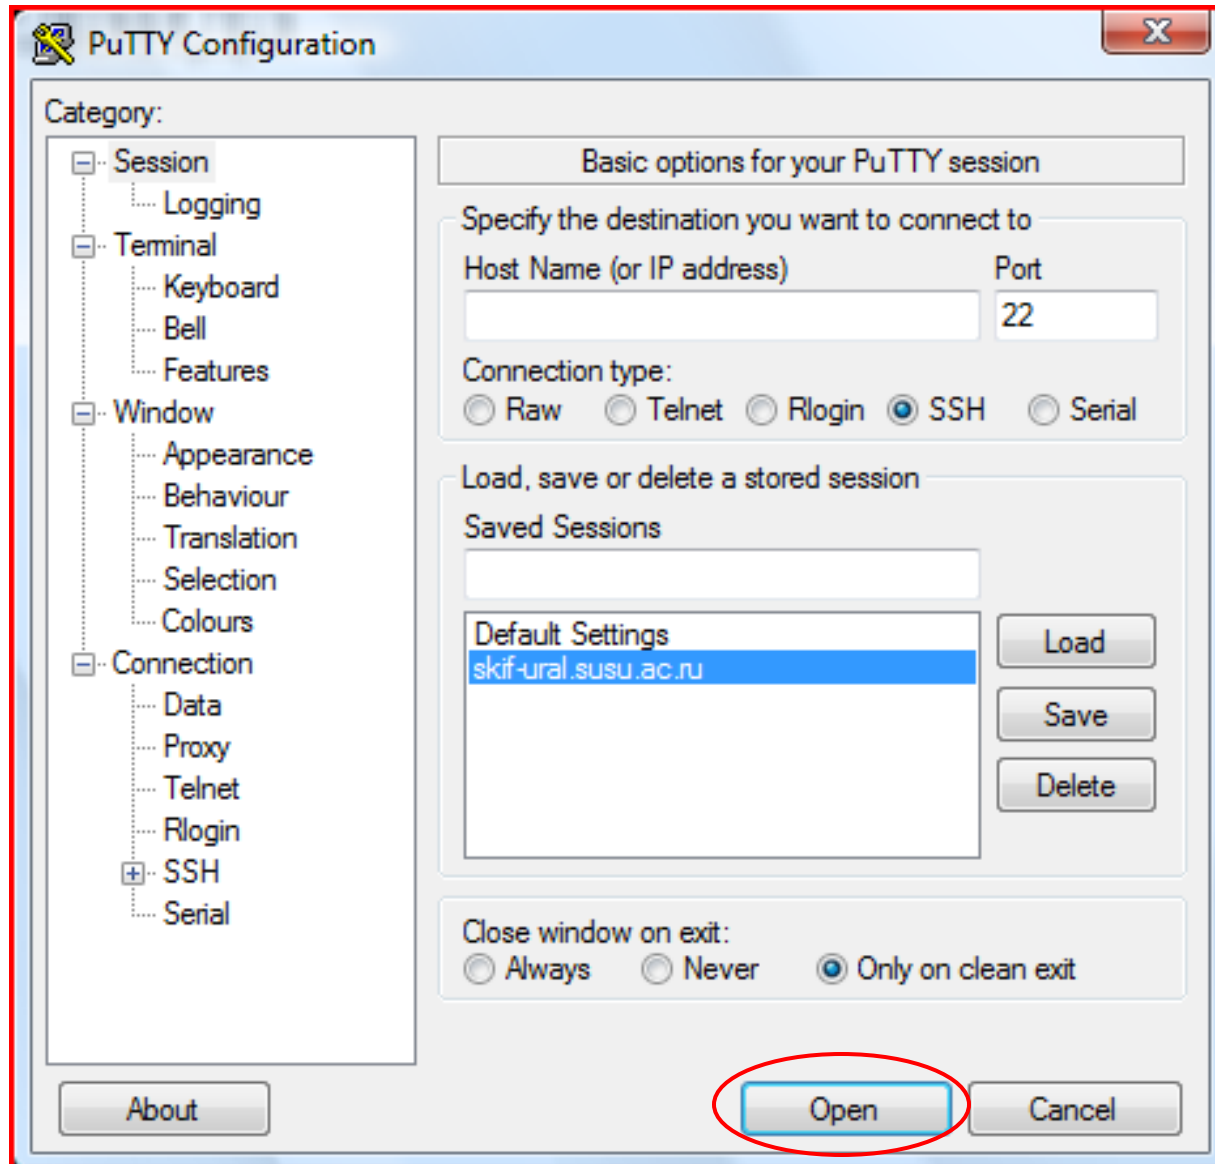 PuTTY Configuration
Category:
Session
Logging
Terminal
Keyboard
Bell
Features
Window
Appearance
Behaviour
Translation
Selection
Colours
Connection
Data
Proxy
Telnet
Rlogin
SSH
Serial
Basic options for your PuTTY session
Specify the destination you want to connect to
Host Name (or IP address) Port
22
Connection type:
Raw Telnet Rlogin SSH Serial
Load, save or delete a stored session
Saved Sessions
Default Settings
skif-ural.susu.ac.ru
Load
Save
Delete
Close window on exit:
Always Never Only on clean exit
About Open Cancel